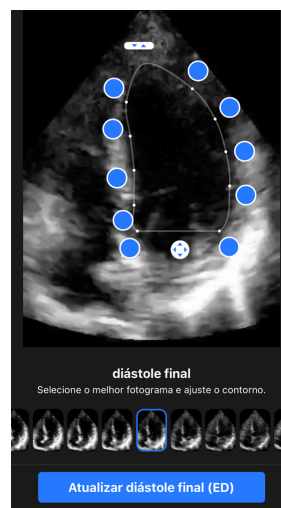 diástole final
Selecione o melhor fotograma e ajuste o contorno.
Atualizar diástole final (ED)